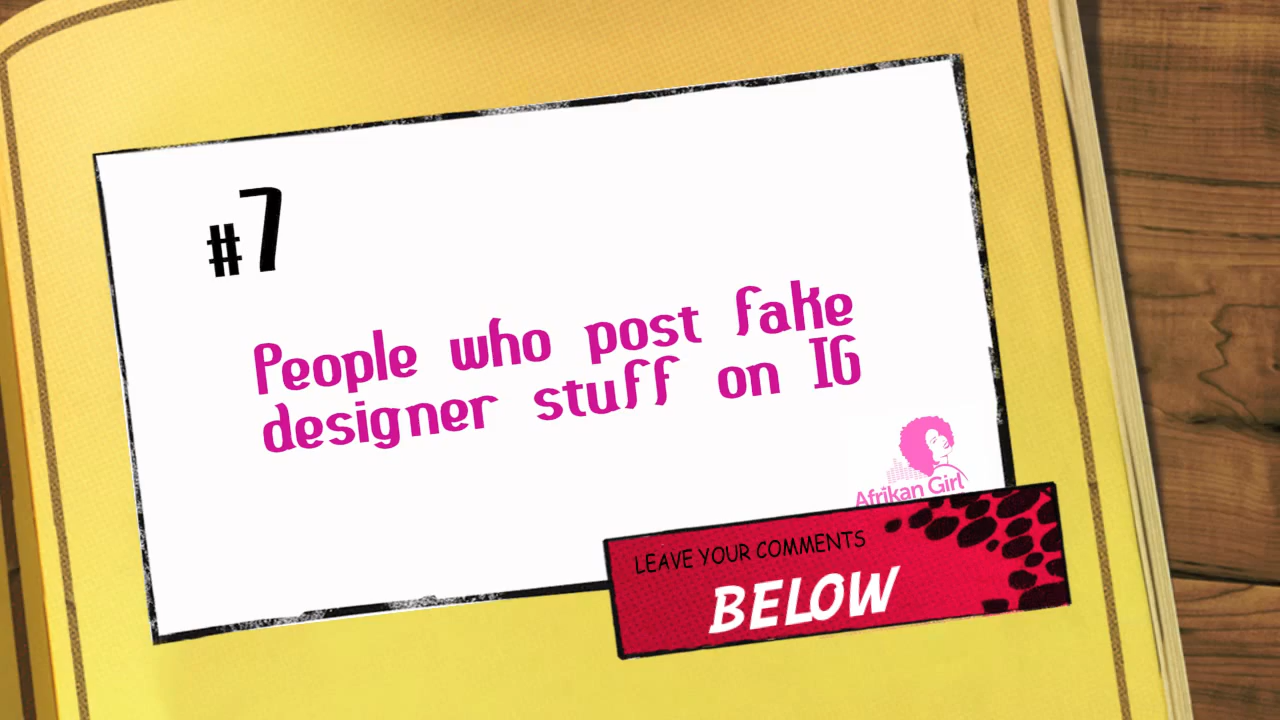 #7
People who post fake
designer stuff on IG
Afrikan Girl
LEAVE YOUR COMMENTS
BELOW